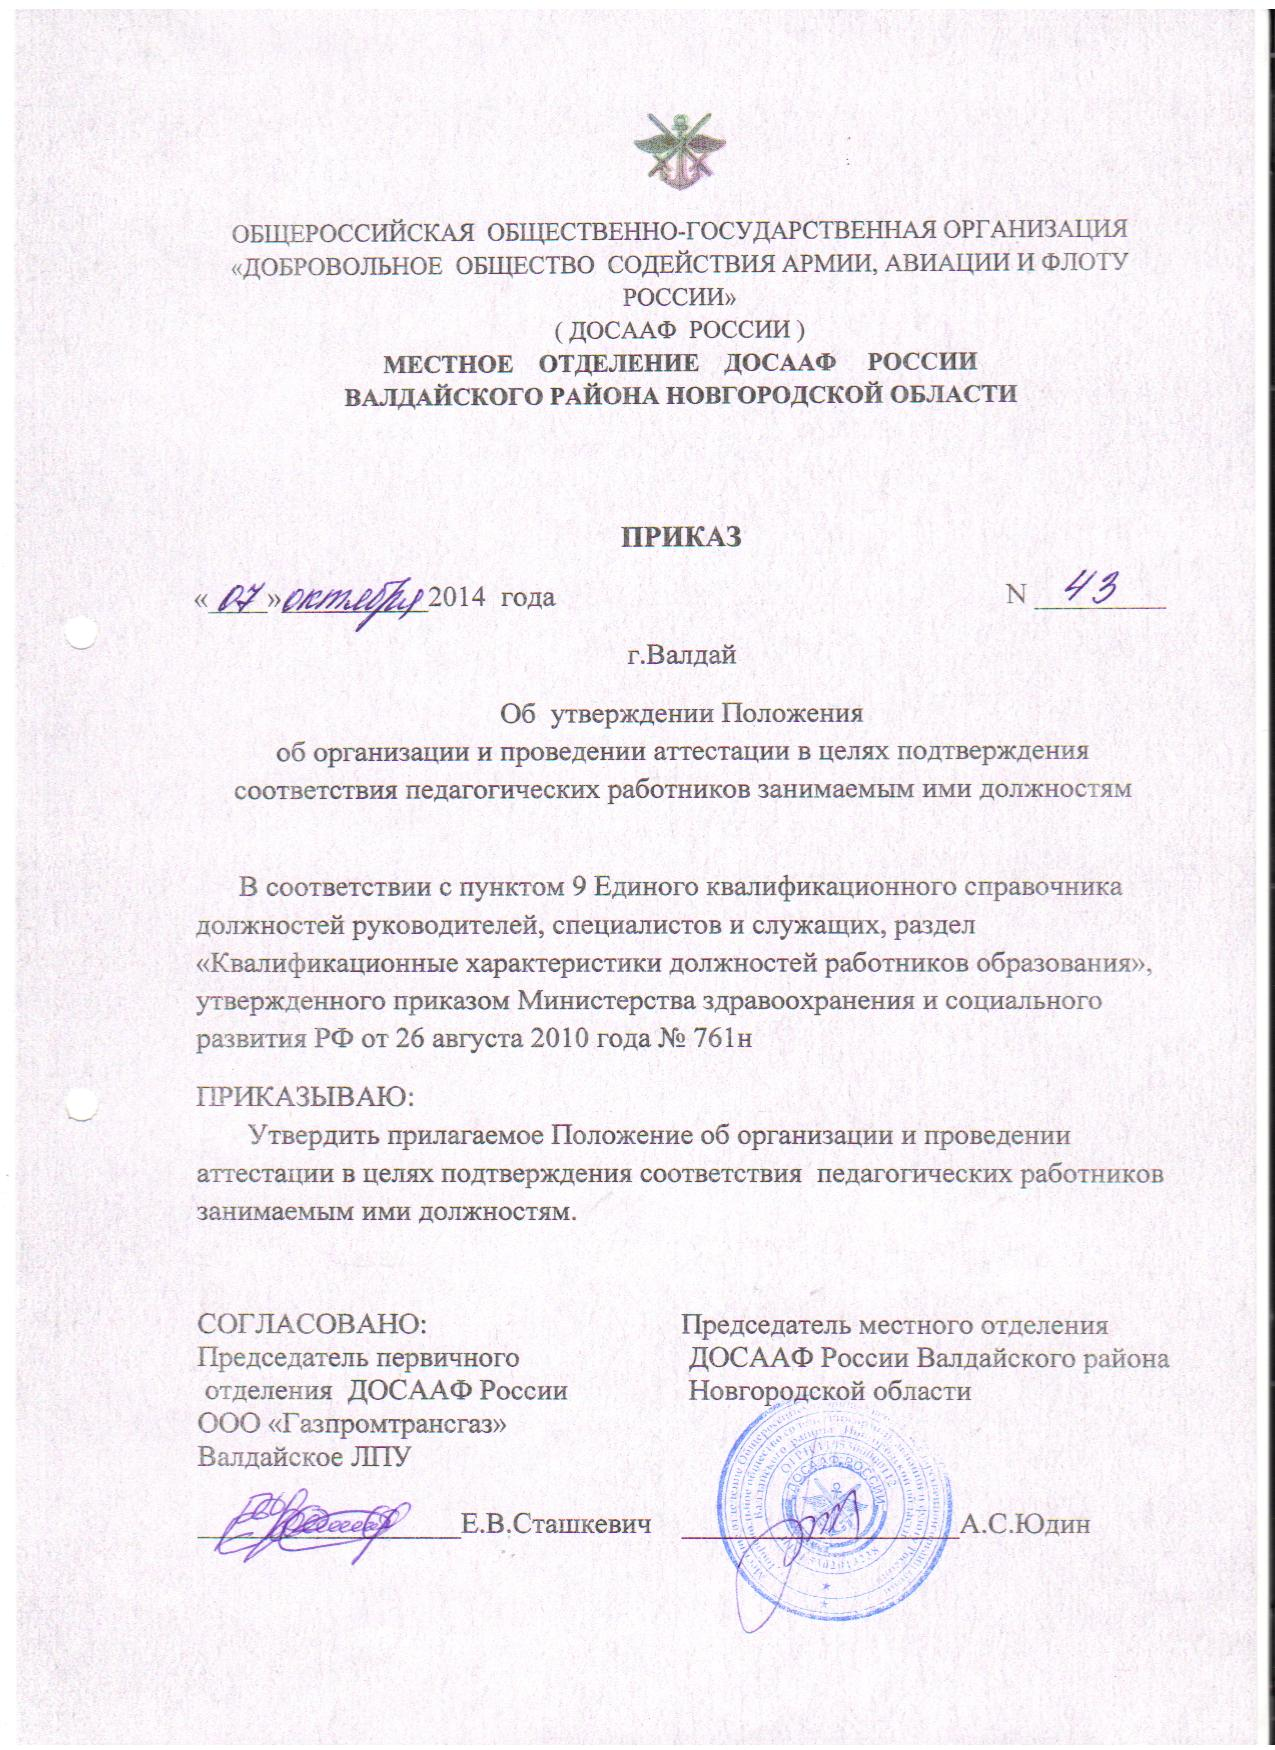 ОБЩЕРОССИЙСКАЯ ОБЩЕСТВЕННО-ГОСУДАРСТВЕННАЯ ОРГАНИЗАЦИЯ
«ДОБРОВОЛЬНОЕ ОБЩЕСТВО СОДЕЙСТВИЯ АРМИИ, АВИАЦИИ И ФЛОТУ
РОССИИ»
( ДОСААФ РОССИИ )
МЕСТНОЕ ОТДЕЛЕНИЕ ДОСААФ РОССИИ
ВАЛДАЙСКОГО РАЙОНА НОВГОРОДСКОЙ ОБЛАСТИ
ПРИКАЗ
«07» октября 2014 года N 43
г.Валдай
Об утверждении Положения
об организации и проведении аттестации в целях подтверждения
соответствия педагогических работников занимаемым ими должностям
В соответствии с пунктом 9 Единого квалификационного справочника
должностей руководителей, специалистов и служащих, раздел
«Квалификационные характеристики должностей работников образования»,
утвержденного приказом Министерства здравоохранения и социального
развития РФ от 26 августа 2010 года № 761н
ПРИКАЗЫВАЮ:
Утвердить прилагаемое Положение об организации и проведении
аттестации в целях подтверждения соответствия педагогических работников
занимаемым ими должностям.
СОГЛАСОВАНО:
Председатель первичного
отделения ДОСААФ России
ООО «Газпромтрансгаз»
Валдайское ЛПУ
Е.В.Сташкевич
Председатель местного отделения
ДОСААФ России Валдайского района
Новгородской области
А.С.Юдин
ДОСААФ РОССИИ